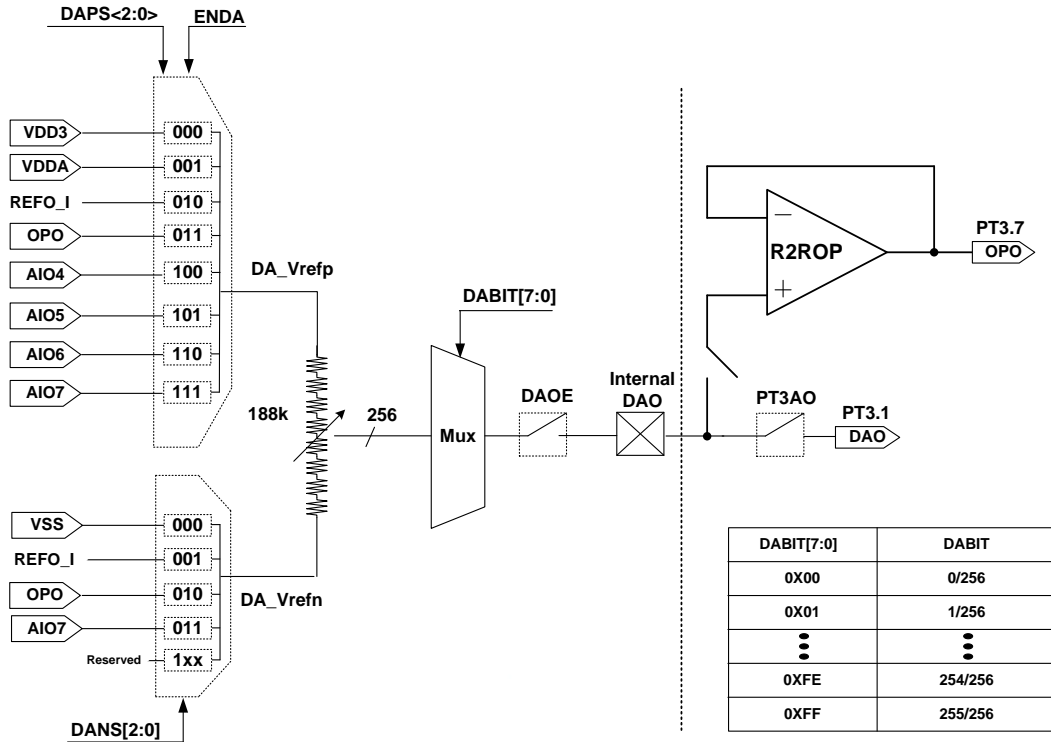 DAPS<2:0>
ENDA
VDD3
000
VDDA
001
REFO_I
010
OPO
011
AIO4
100
AIO5
101
AIO6
110
AIO7
111
DA_Vrefp
188k
256
DABIT[7:0]
Mux
DAOE
Internal
DAO
R2ROP
PT3.7
OPO
PT3AO
PT3.1
DAO
VSS
000
REFO_I
001
OPO
010
AIO7
011
Reserved
1xx
DA_Vrefn
DANS[2:0]
DABIT[7:0] DABIT
0X00 0/256
0X01 1/256
0XFE 254/256
0XFF 255/256